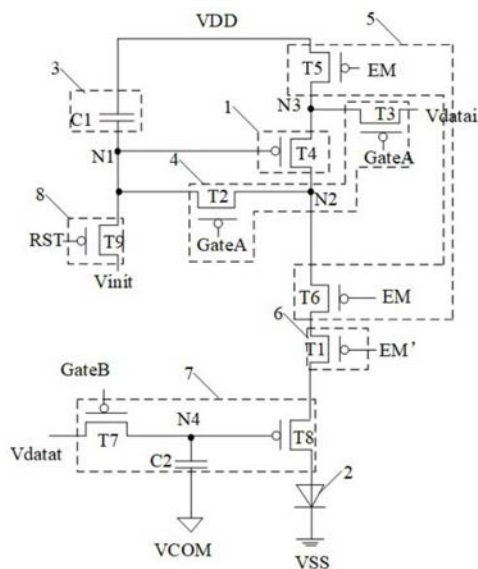 VDD
5
3
T5
EM
N3
T3
Vdatai
C1
1
GateA
N1
4
T4
8
T2
N2
RST
T9
GateA
Vinit
T6
EM
6
T1
EM'
GateB
7
N4
Vdatat
T7
T8
C2
2
VCOM
VSS